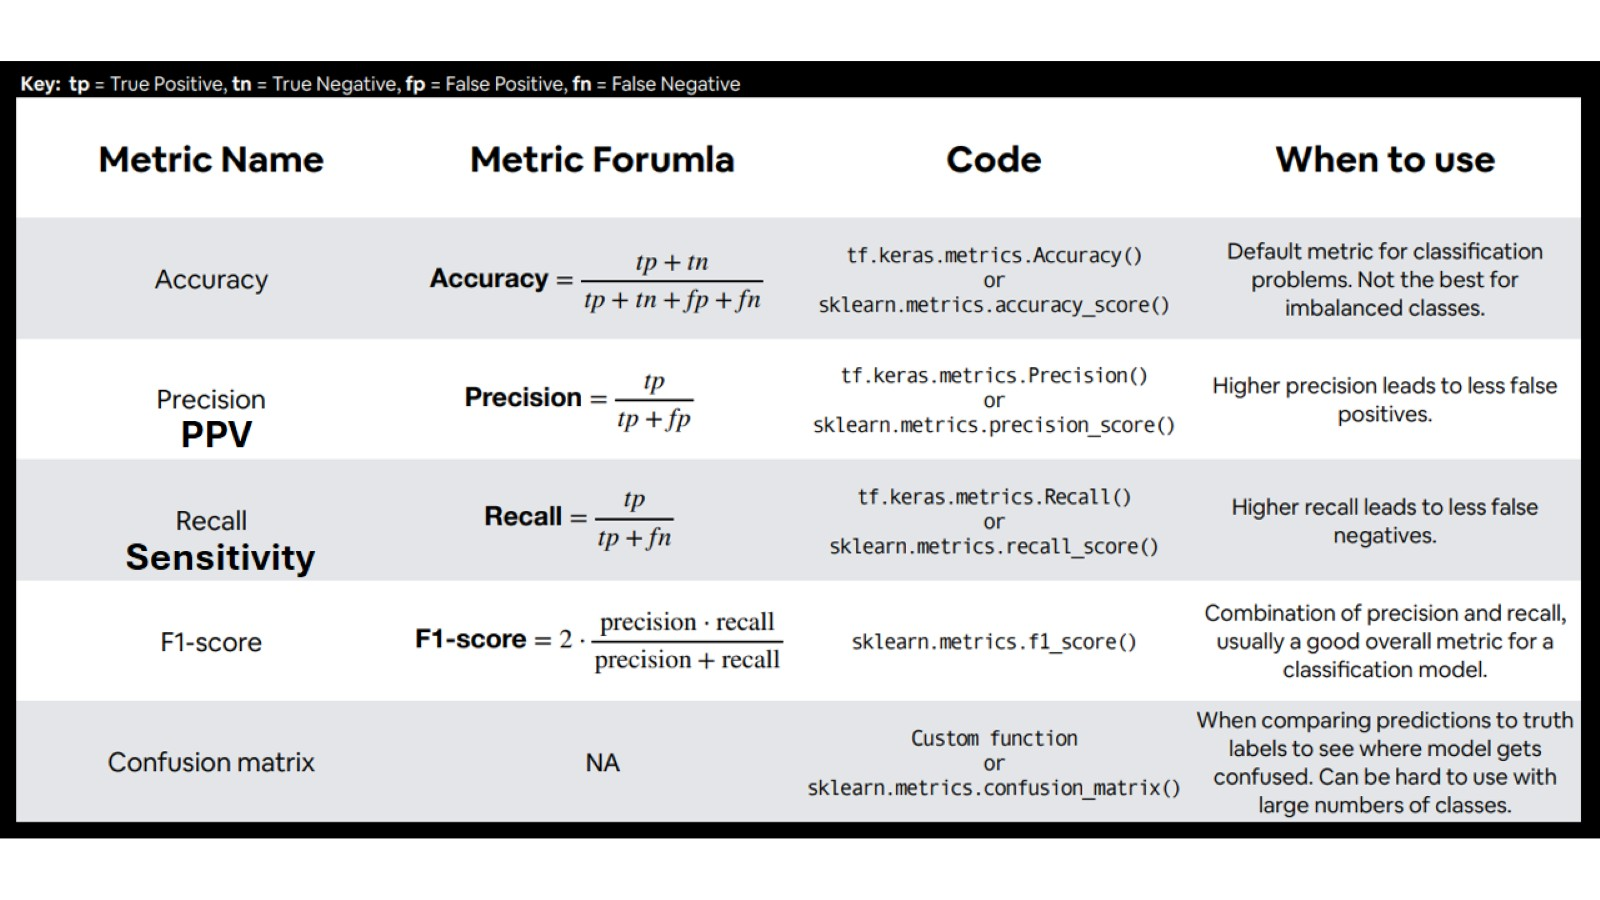 Key: tp = True Positive, tn = True Negative, fp = False Positive, fn = False Negative
Metric Name
Metric Forumla
Code
When to use
Accuracy
Accuracy = tp + tn / tp + tn + fp + fn
tf.keras.metrics.Accuracy()
or
sklearn.metrics.accuracy_score()
Default metric for classification
problems. Not the best for
imbalanced classes.
Precision
PPV
Precision = tp / tp + fp
tf.keras.metrics.Precision()
or
sklearn.metrics.precision_score()
Higher precision leads to less false
positives.
Recall
Sensitivity
Recall = tp / tp + fn
tf.keras.metrics.Recall()
or
sklearn.metrics.recall_score()
Higher recall leads to less false
negatives.
F1-score
F1-score = 2 · precision · recall / precision + recall
sklearn.metrics.f1_score()
Combination of precision and recall,
usually a good overall metric for a
classification model.
Confusion matrix
NA
Custom function
or
sklearn.metrics.confusion_matrix()
When comparing predictions to truth
labels to see where model gets
confused. Can be hard to use with
large numbers of classes.